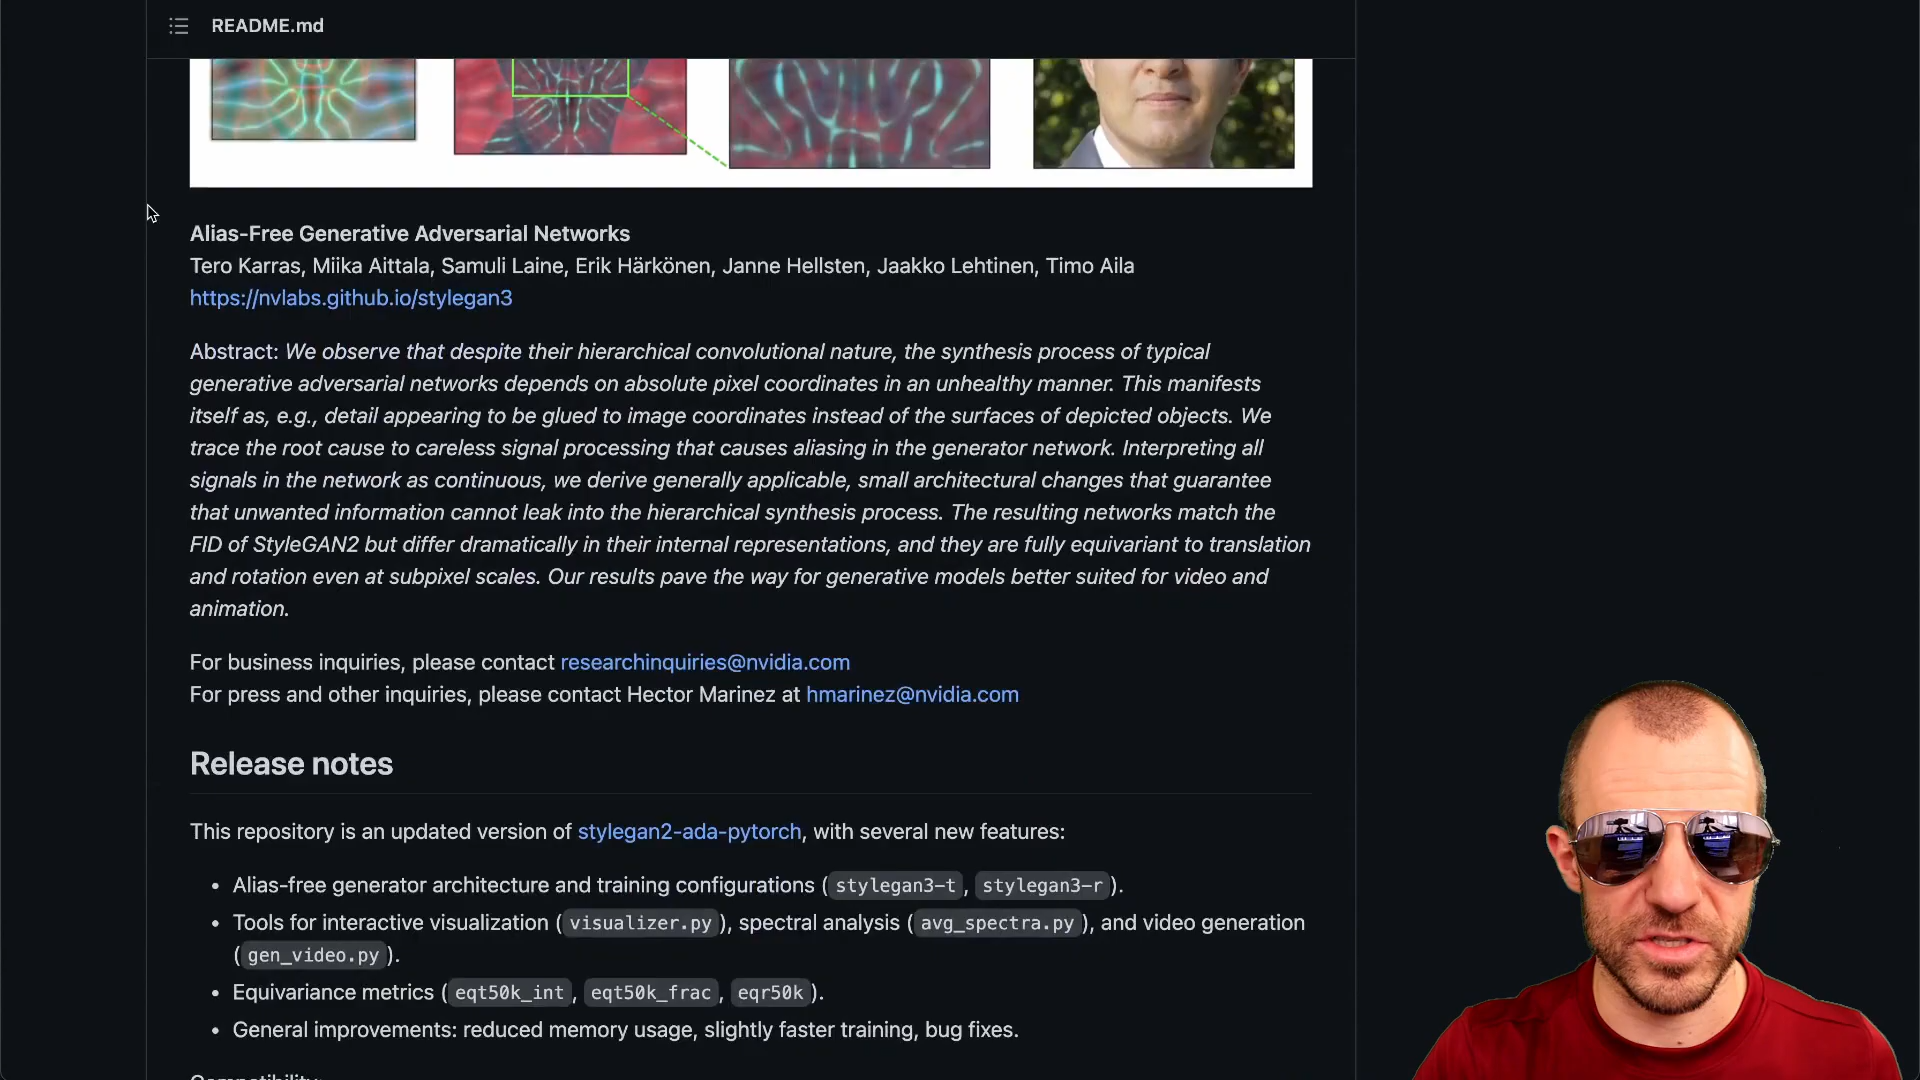 README.md
Alias-Free Generative Adversarial Networks
Tero Karras, Miika Aittala, Samuli Laine, Erik Härkönen, Janne Hellsten, Jaakko Lehtinen, Timo Aila
https://nvlabs.github.io/stylegan3
Abstract: We observe that despite their hierarchical convolutional nature, the synthesis process of typical
generative adversarial networks depends on absolute pixel coordinates in an unhealthy manner. This manifests
itself as, e.g., detail appearing to be glued to image coordinates instead of the surfaces of depicted objects. We
trace the root cause to careless signal processing that causes aliasing in the generator network. Interpreting all
signals in the network as continuous, we derive generally applicable, small architectural changes that guarantee
that unwanted information cannot leak into the hierarchical synthesis process. The resulting networks match the
FID of StyleGAN2 but differ dramatically in their internal representations, and they are fully equivariant to translation
and rotation even at subpixel scales. Our results pave the way for generative models better suited for video and
animation.
For business inquiries, please contact researchinquiries@nvidia.com
For press and other inquiries, please contact Hector Marinez at hmarinez@nvidia.com
Release notes
This repository is an updated version of stylegan2-ada-pytorch, with several new features:
• Alias-free generator architecture and training configurations (stylegan3-t, stylegan3-r).
• Tools for interactive visualization (visualizer.py), spectral analysis (avg_spectra.py), and video generation
(gen_video.py).
• Equivariance metrics (eqt50k_int, eqt50k_frac, eqr50k).
• General improvements: reduced memory usage, slightly faster training, bug fixes.